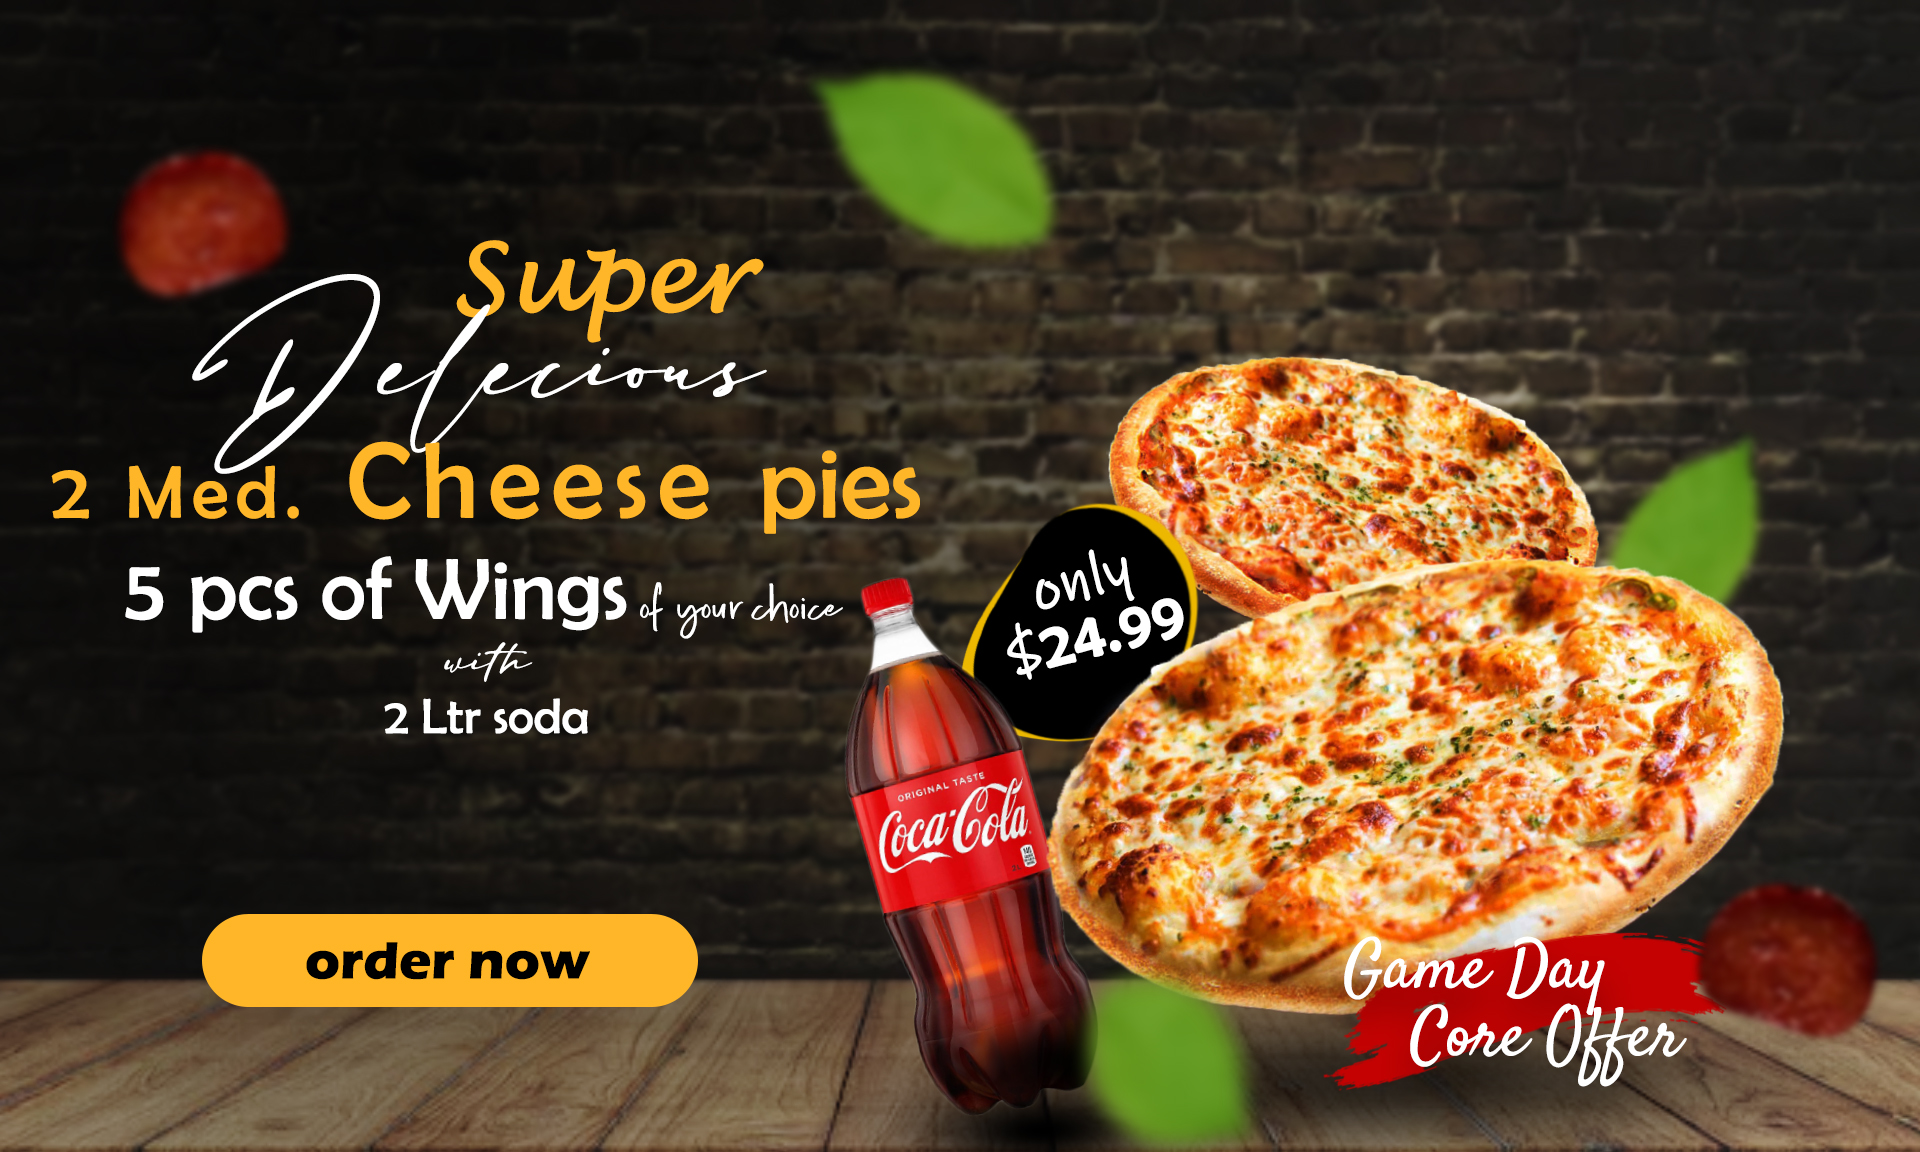 Super
Delecious
2 Med. Cheese pies
5 pcs of Wings of your choice
with
2 Ltr soda
only
$24.99
ORIGINAL TASTE
Coca-Cola
order now
Game Day
Core Offer